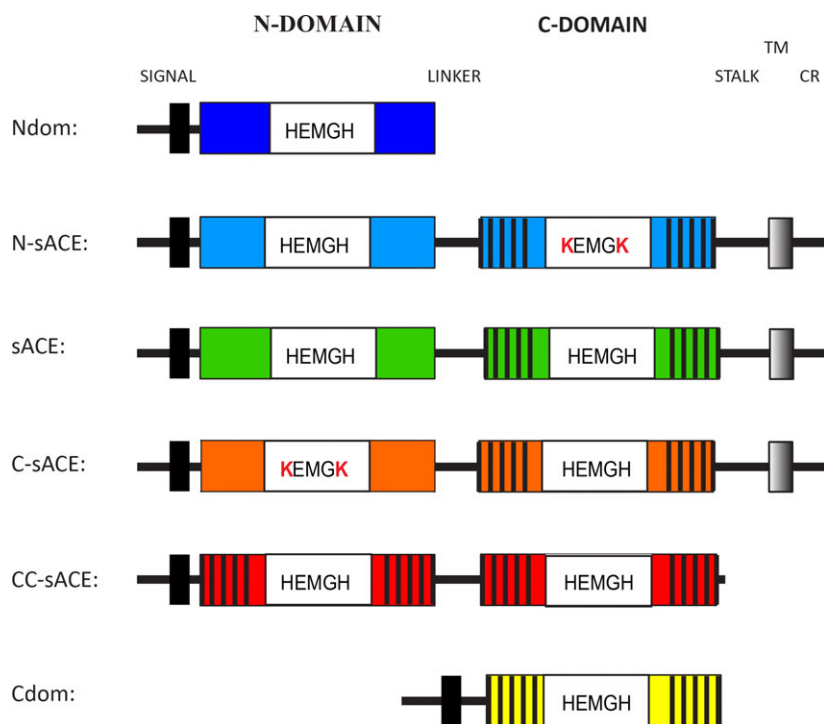 N-DOMAIN C-DOMAIN
TM
SIGNAL LINKER STALK CR
Ndom: HEMGH
N-sACE: HEMGH KEMGK
sACE: HEMGH HEMGH
C-sACE: KEMGK HEMGH
CC-sACE: HEMGH HEMGH
Cdom: HEMGH